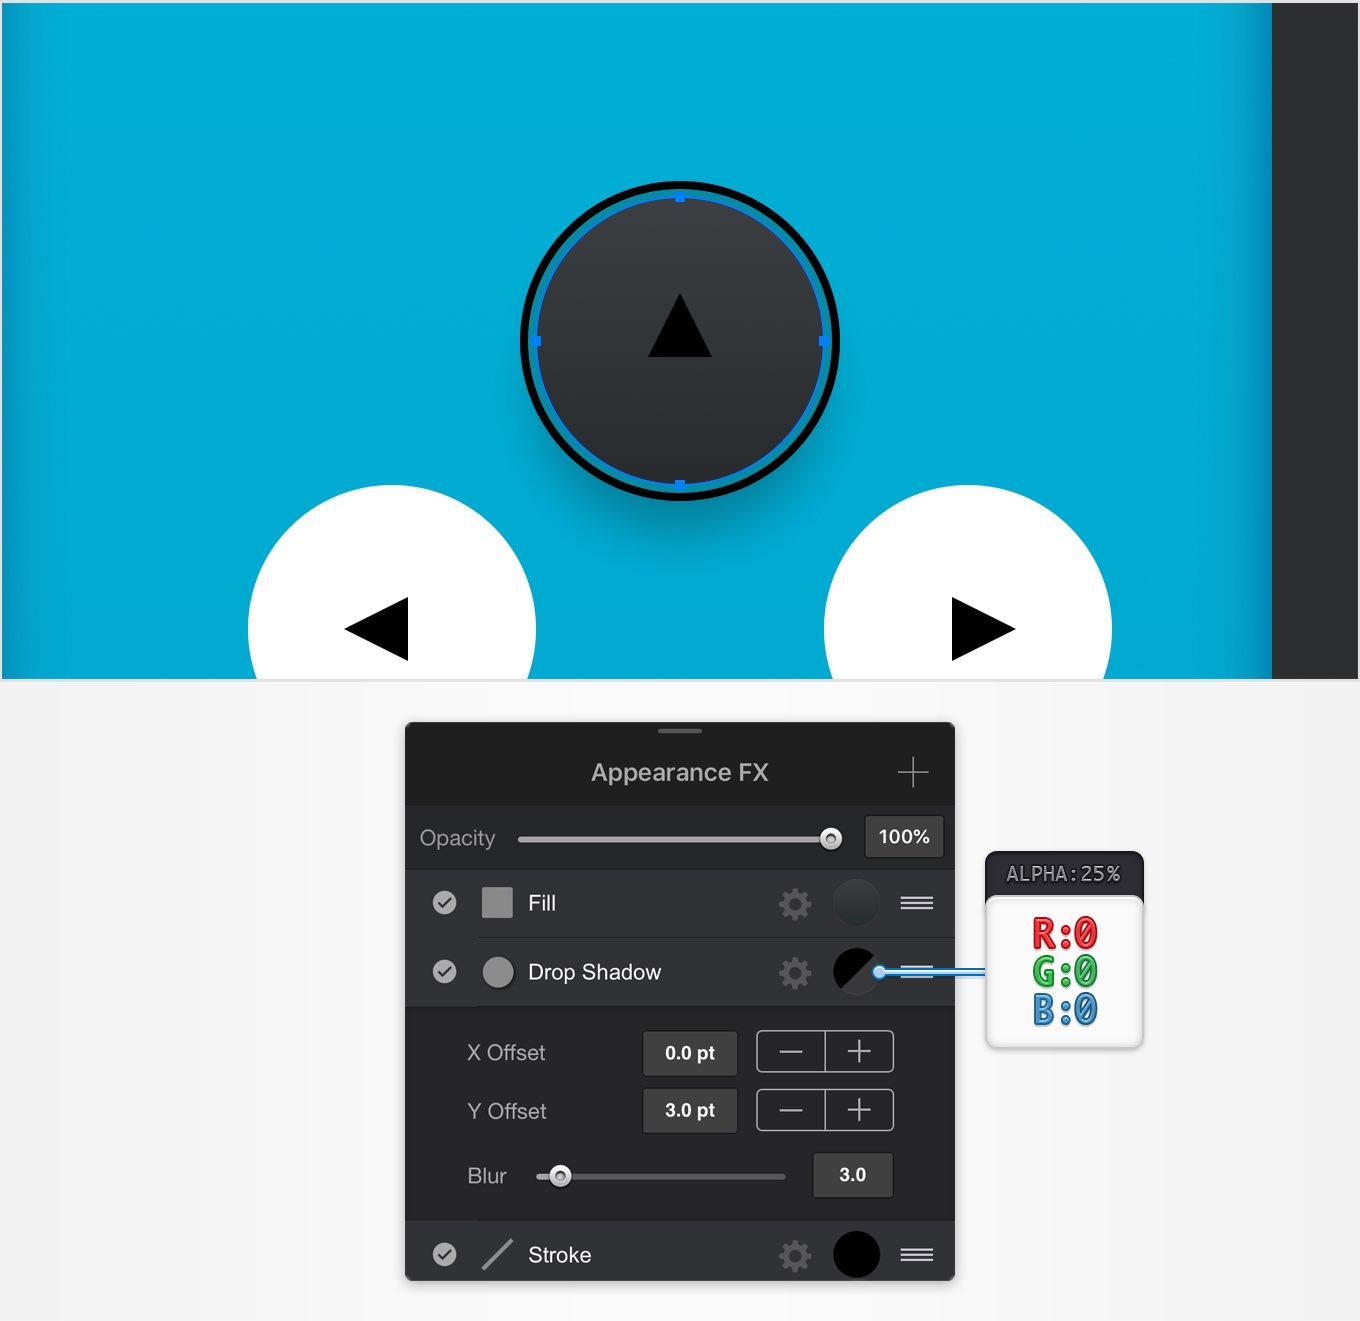 Appearance FX
Opacity 100%
Fill
Drop Shadow
X Offset 0.0 pt
Y Offset 3.0 pt
Blur 3.0
Stroke
ALPHA:25%
R:0
G:0
B:0